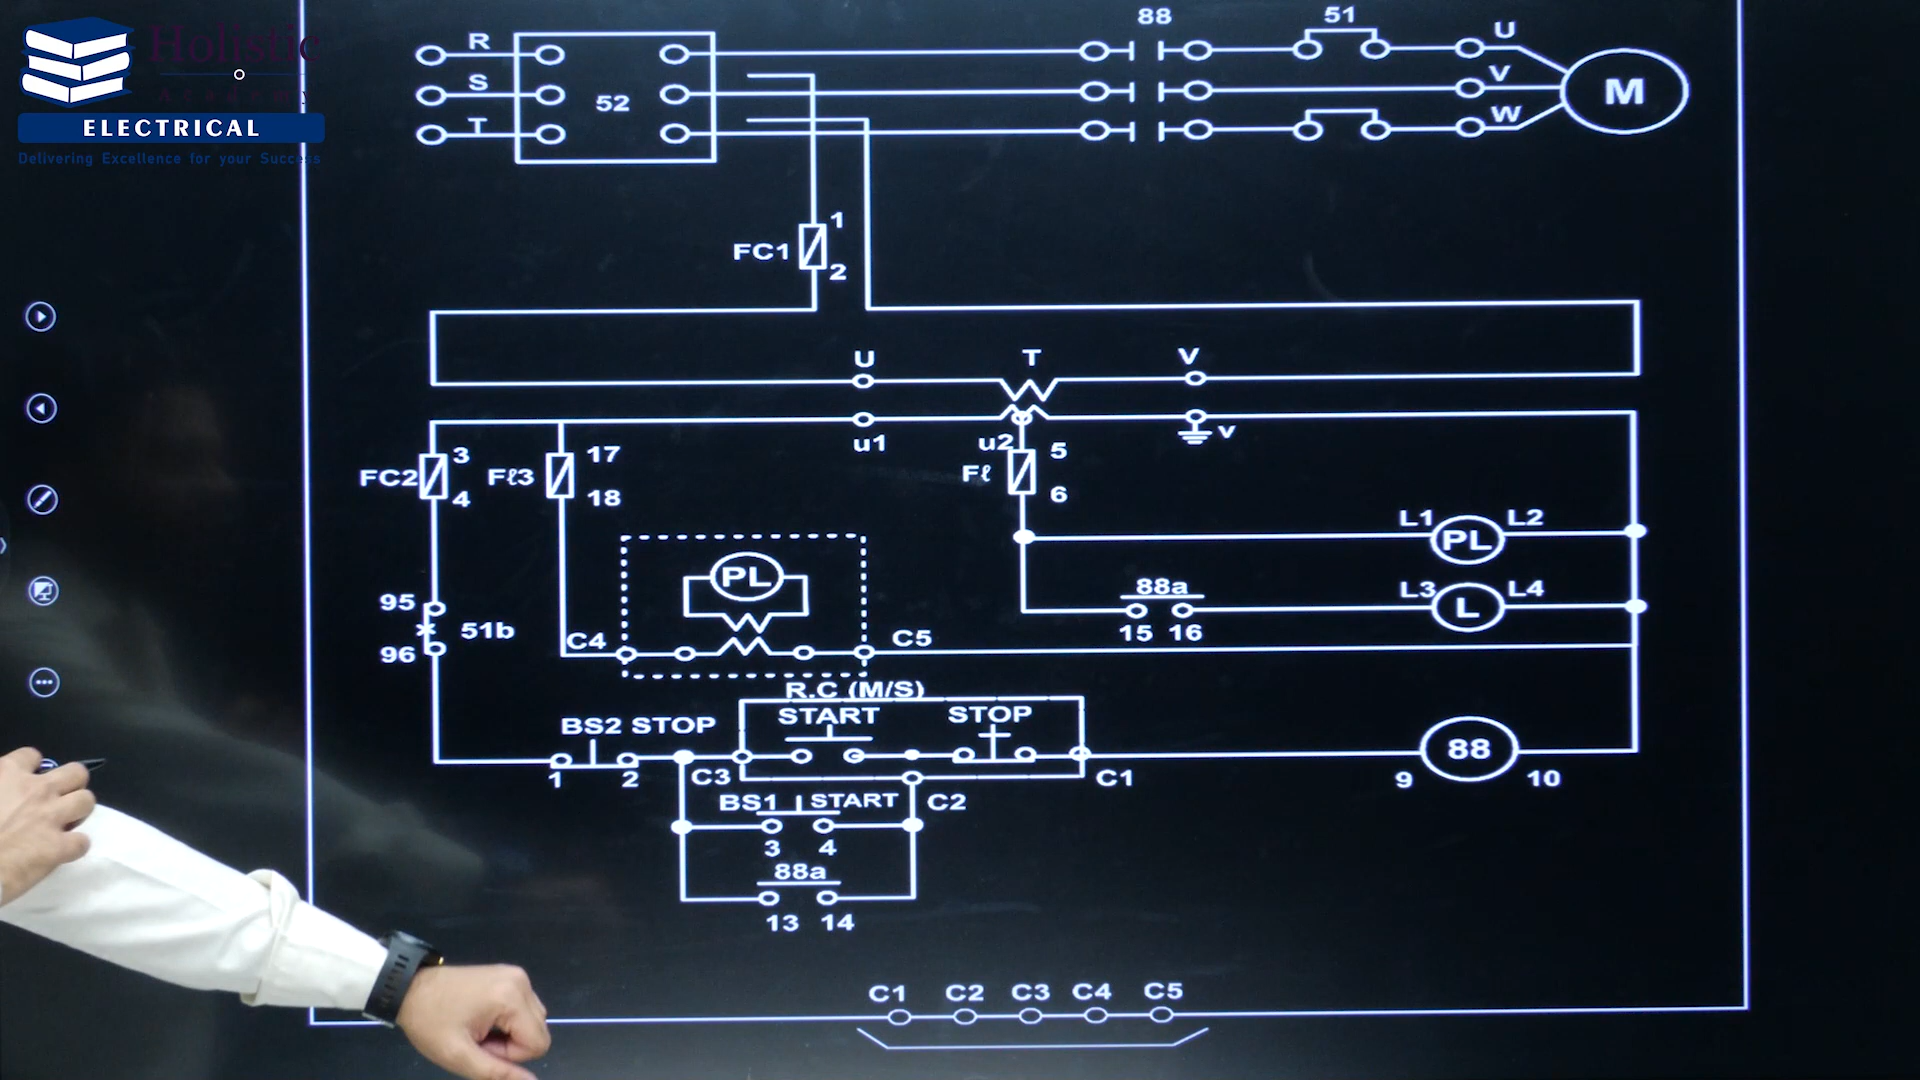 Holistic
Academy
ELECTRICAL
Delivering Excellence for your Success
88
51
R
S
T
52
U
V
W
M
FC1
1
2
U
T
V
u1
u2
v
FC2
3
4
Fℓ3
17
18
Fℓ
5
6
L1
PL
L2
88a
15 16
L3
L
L4
95
96
51b
PL
C4
C5
R.C (M/S)
START
STOP
BS2 STOP
1
2
C3
C1
9
88
10
BS1
START
C2
3
4
88a
13 14
C1 C2 C3 C4 C5